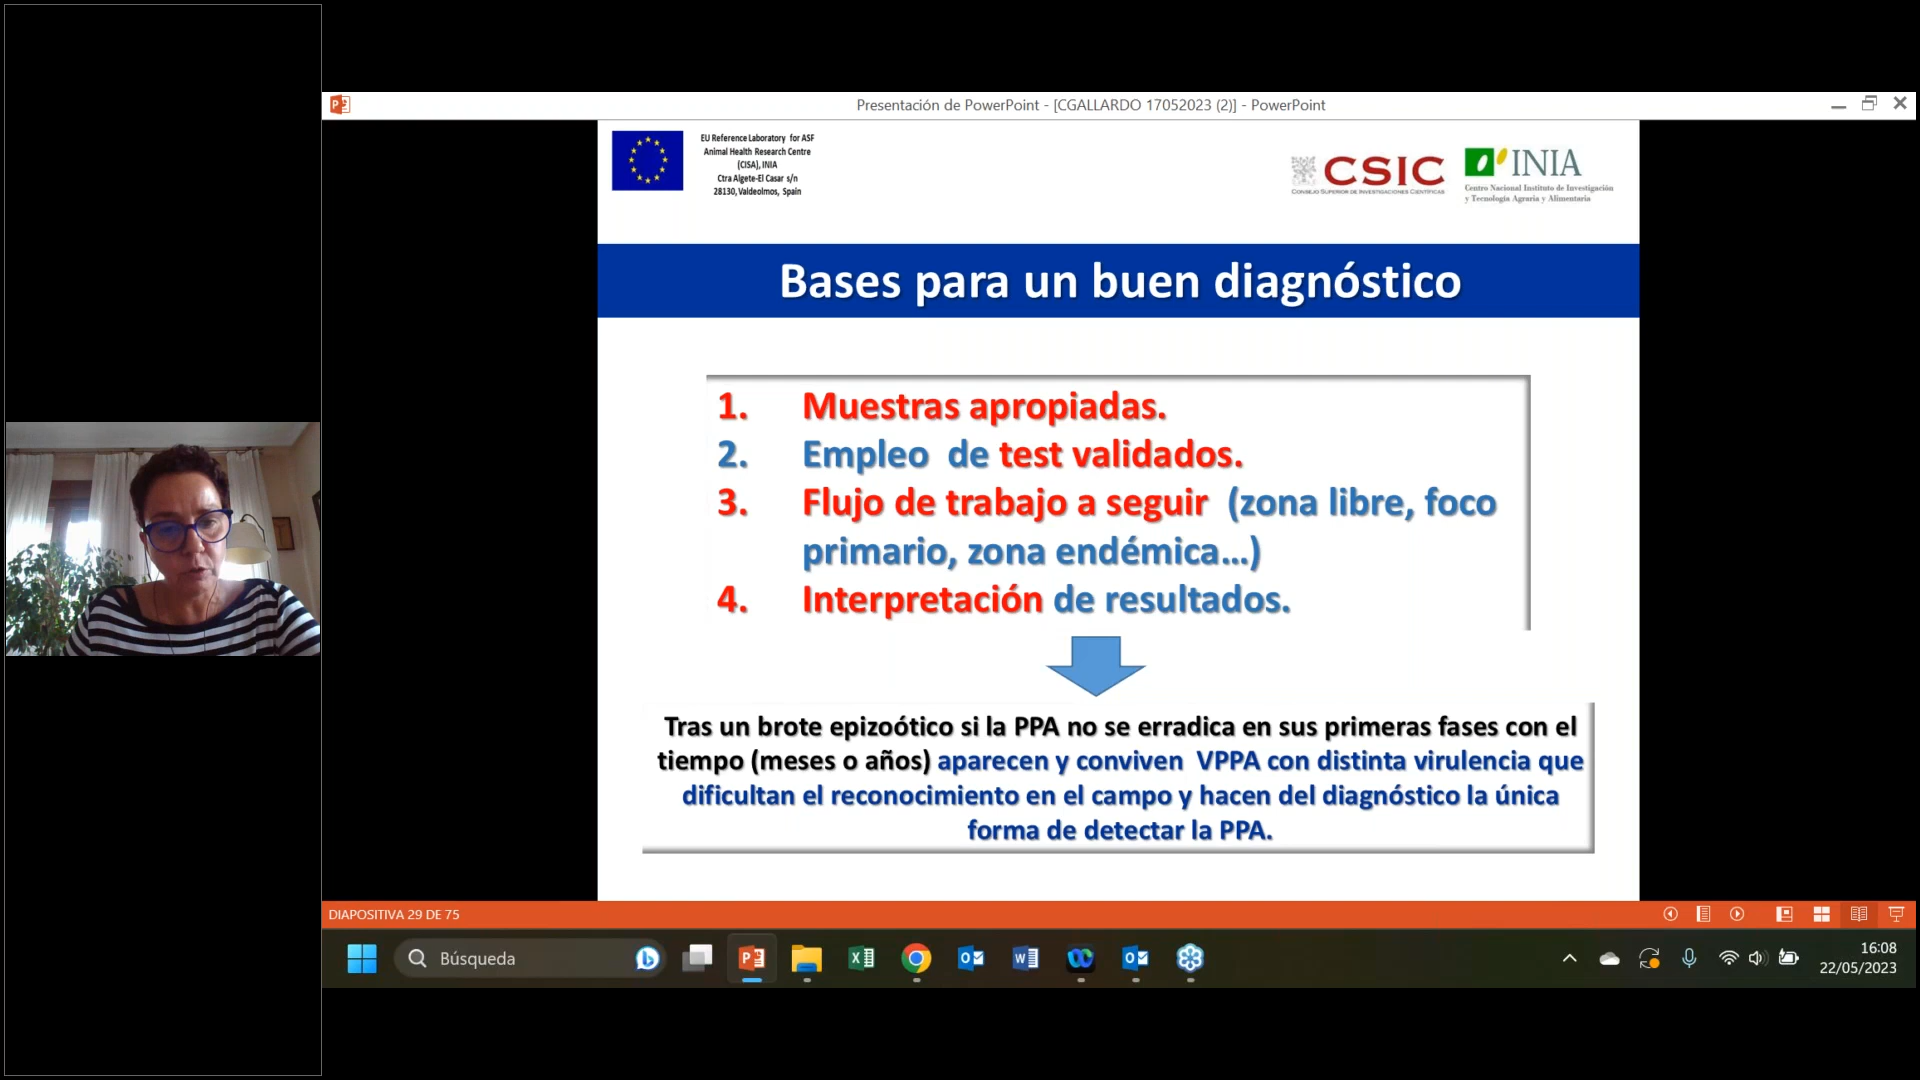 Presentación de PowerPoint - [CGALLARDO 17052023 (2)] - PowerPoint
EU Reference Laboratory for ASF
Animal Health Research Centre
(CISA), INIA
Ctra Algete-El Casar s/n
28130, Valdeolmos, Spain
CSIC
CONSEJO SUPERIOR DE INVESTIGACIONES CIENTÍFICAS
INIA
Centro Nacional Instituto de Investigación
y Tecnología Agraria y Alimentaria
Bases para un buen diagnóstico
1. Muestras apropiadas.
2. Empleo de test validados.
3. Flujo de trabajo a seguir (zona libre, foco
primario, zona endémica...)
4. Interpretación de resultados.
Tras un brote epizoótico si la PPA no se erradica en sus primeras fases con el
tiempo (meses o años) aparecen y conviven VPPA con distinta virulencia que
dificultan el reconocimiento en el campo y hacen del diagnóstico la única
forma de detectar la PPA.
DIAPOSITIVA 29 DE 75
Búsqueda
16:08
22/05/2023